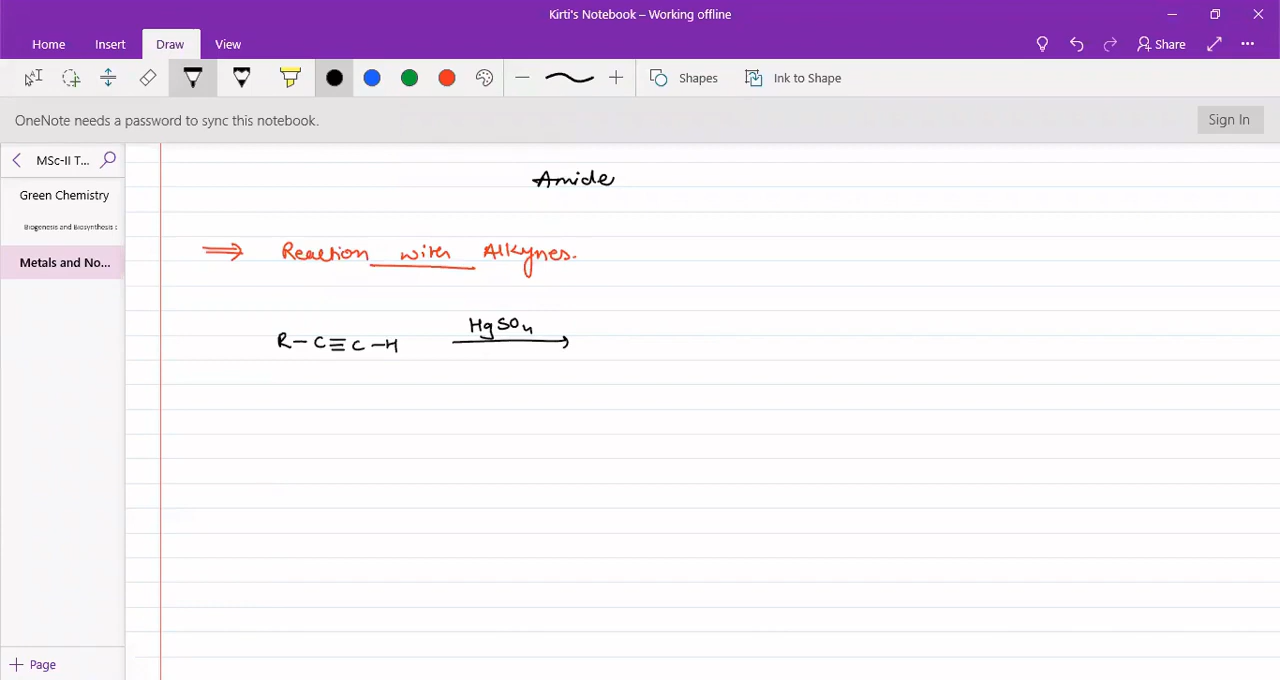 Kirti's Notebook – Working offline
Home Insert Draw View
Share
Shapes Ink to Shape
OneNote needs a password to sync this notebook. Sign In
MSc-II T...
Green Chemistry
Biogenesis and Biosynthesis :
Metals and No...
Amide
⇒ Reaction with Alkynes.
HgSO4
R-C≡C-H →
+ Page